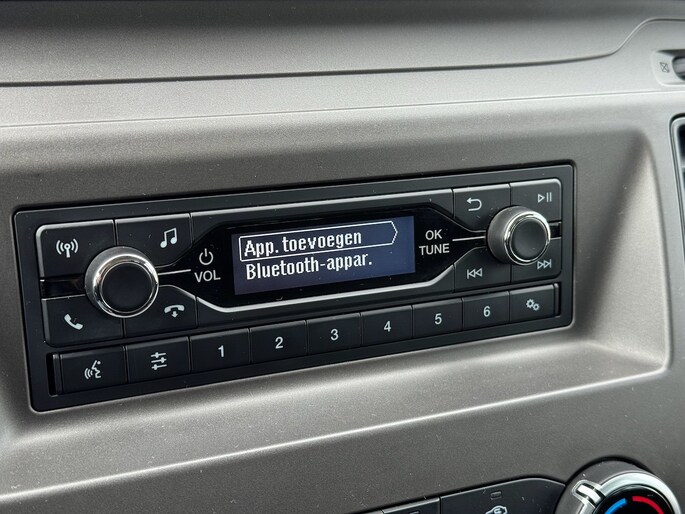 App. toevoegen
Bluetooth-appar.
VOL
OK
TUNE
1
2
3
4
5
6